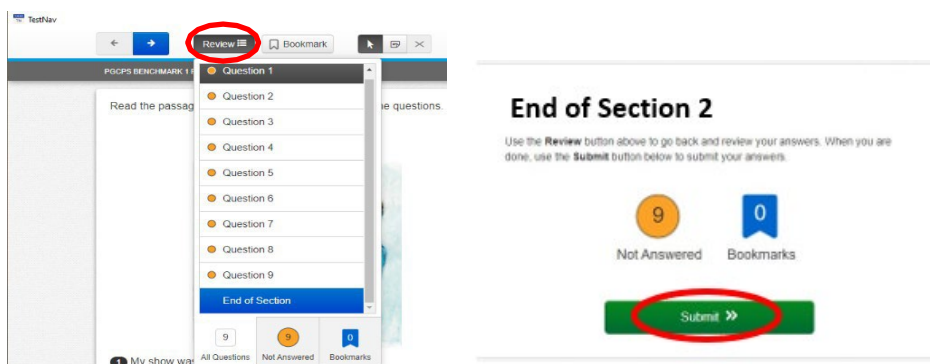 TestNav
Review
Bookmark
PGCPS BENCHMARK 1
Question 1
Question 2
Read the passag
e questions.
Question 3
Question 4
Question 5
Question 6
Question 7
Question 8
Question 9
End of Section
9
9
0
All Questions
Not Answered
Bookmarks
1 My show was
End of Section 2
Use the Review button above to go back and review your answers. When you are
done, use the Submit button below to submit your answers.
9
0
Not Answered
Bookmarks
Submit